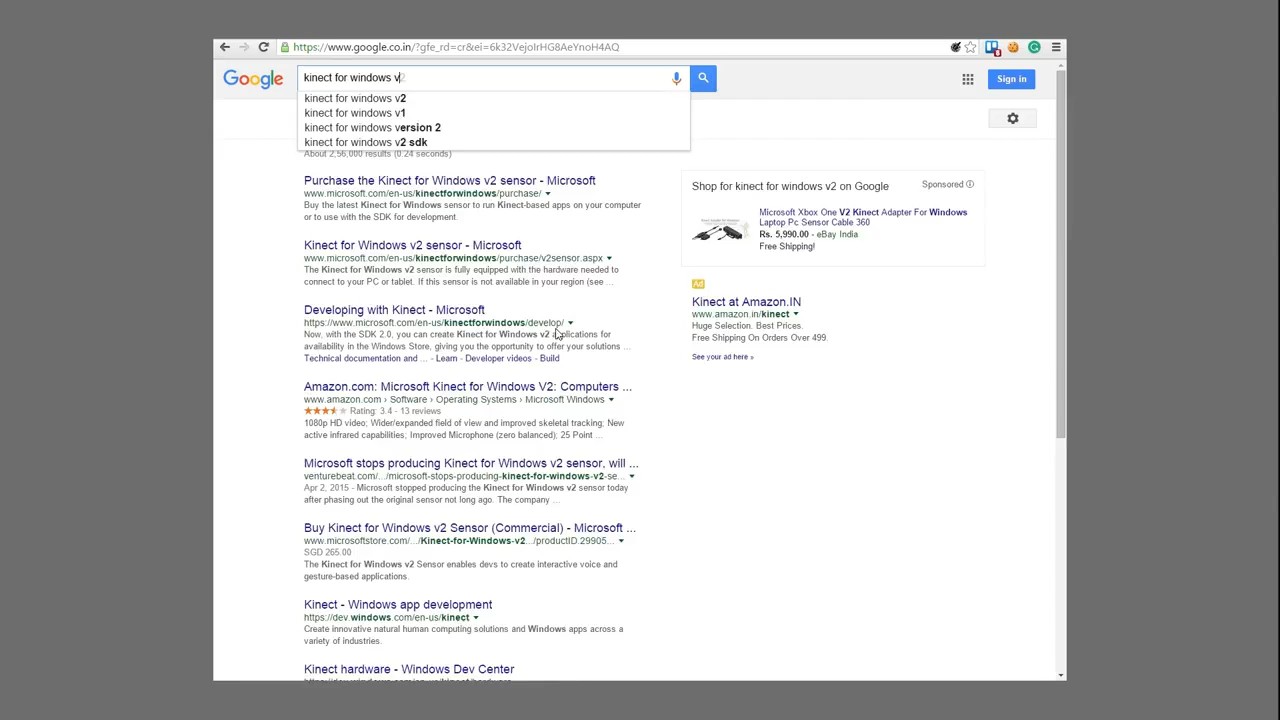 https://www.google.co.in/?gfe_rd=cr&ei=6k32VejoIrHG8AeYnoH4AQ
Google
kinect for windows v2
Sign in
kinect for windows v2
kinect for windows v1
kinect for windows version 2
kinect for windows v2 sdk
About 2,56,000 results (0.24 seconds)
Purchase the Kinect for Windows v2 sensor - Microsoft
www.microsoft.com/en-us/kinectforwindows/purchase/
Buy the latest Kinect for Windows sensor to run Kinect-based apps on your computer
or to use with the SDK for development.
Kinect for Windows v2 sensor - Microsoft
www.microsoft.com/en-us/kinectforwindows/purchase/v2sensor.aspx
The Kinect for Windows v2 sensor is fully equipped with the hardware needed to
connect to your PC or tablet. If this sensor is not available in your region (see ...
Developing with Kinect - Microsoft
https://www.microsoft.com/en-us/kinectforwindows/develop/
Now, with the SDK 2.0, you can create Kinect for Windows v2 applications for
availability in the Windows Store, giving you the opportunity to offer your solutions ...
Technical documentation and ... - Learn - Developer videos - Build
Amazon.com: Microsoft Kinect for Windows V2: Computers ...
www.amazon.com › Software › Operating Systems › Microsoft Windows
Rating: 3.4 - 13 reviews
1080p HD video; Wider/expanded field of view and improved skeletal tracking; New
active infrared capabilities; Improved Microphone (zero balanced); 25 Point ...
Microsoft stops producing Kinect for Windows v2 sensor, will ...
venturebeat.com/.../microsoft-stops-producing-kinect-for-windows-v2-se...
Apr 2, 2015 - Microsoft stopped producing the Kinect for Windows v2 sensor today
after phasing out the original sensor not long ago. The company ...
Buy Kinect for Windows v2 Sensor (Commercial) - Microsoft ...
www.microsoftstore.com/.../Kinect-for-Windows-v2.../productID.29905...
SGD 265.00
The Kinect for Windows v2 Sensor enables devs to create interactive voice and
gesture-based applications.
Kinect - Windows app development
https://dev.windows.com/en-us/kinect
Create innovative natural human computing solutions and Windows apps across a
variety of industries.
Kinect hardware - Windows Dev Center
https://dev.windows.com/en-us/kinect/hardware
Shop for kinect for windows v2 on Google
Sponsored
Microsoft Xbox One V2 Kinect Adapter For Windows
Laptop Pc Sensor Cable 360
Rs. 5,990.00 - eBay India
Free Shipping!
Ad
Kinect at Amazon.IN
www.amazon.in/kinect
Huge Selection. Best Prices.
Free Shipping On Orders Over 499.
See your ad here »